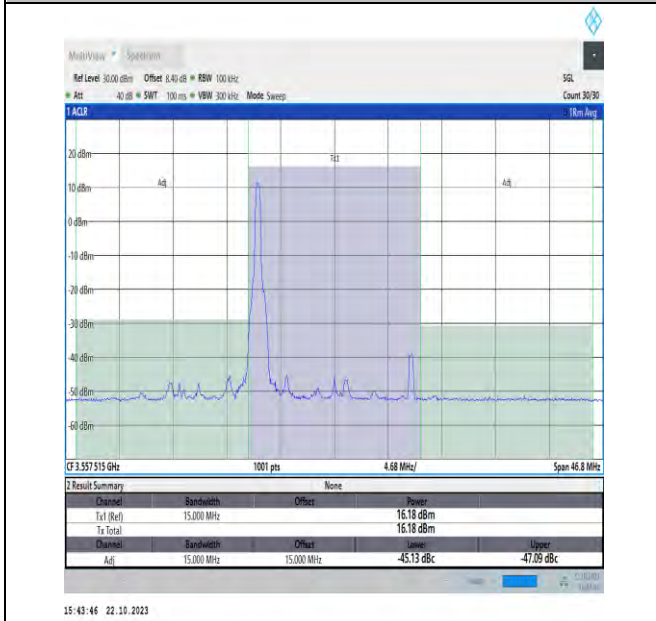 MultiView Spectrum
Ref Level 30.00 dBm Offset 8.40 dB RBW 100 kHz SGL
Att 40 dB SWT 100 ms VBW 300 kHz Mode Sweep Count 30/30
1 ACLR 1Rm Avg
20 dBm
Tx1
10 dBm Adj Adj
0 dBm
-10 dBm
-20 dBm
-30 dBm
-40 dBm
-50 dBm
-60 dBm
CF 3.557515 GHz 1001 pts 4.68 MHz/ Span 46.8 MHz
2 Result Summary None
Channel Bandwidth Offset Power
Tx1 (Ref) 15.000 MHz 16.18 dBm
Tx Total 16.18 dBm
Channel Bandwidth Offset Lower Upper
Adj 15.000 MHz 15.000 MHz -45.13 dBc -47.09 dBc
15:43:46 22.10.2023